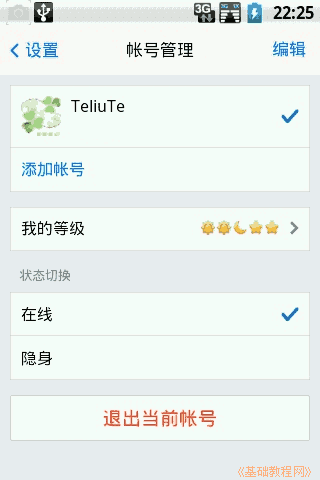 3G 3G 1X 22:25
设置 帐号管理 编辑
TeliuTe
添加帐号
我的等级
状态切换
在线
隐身
退出当前帐号
《基础教程网》